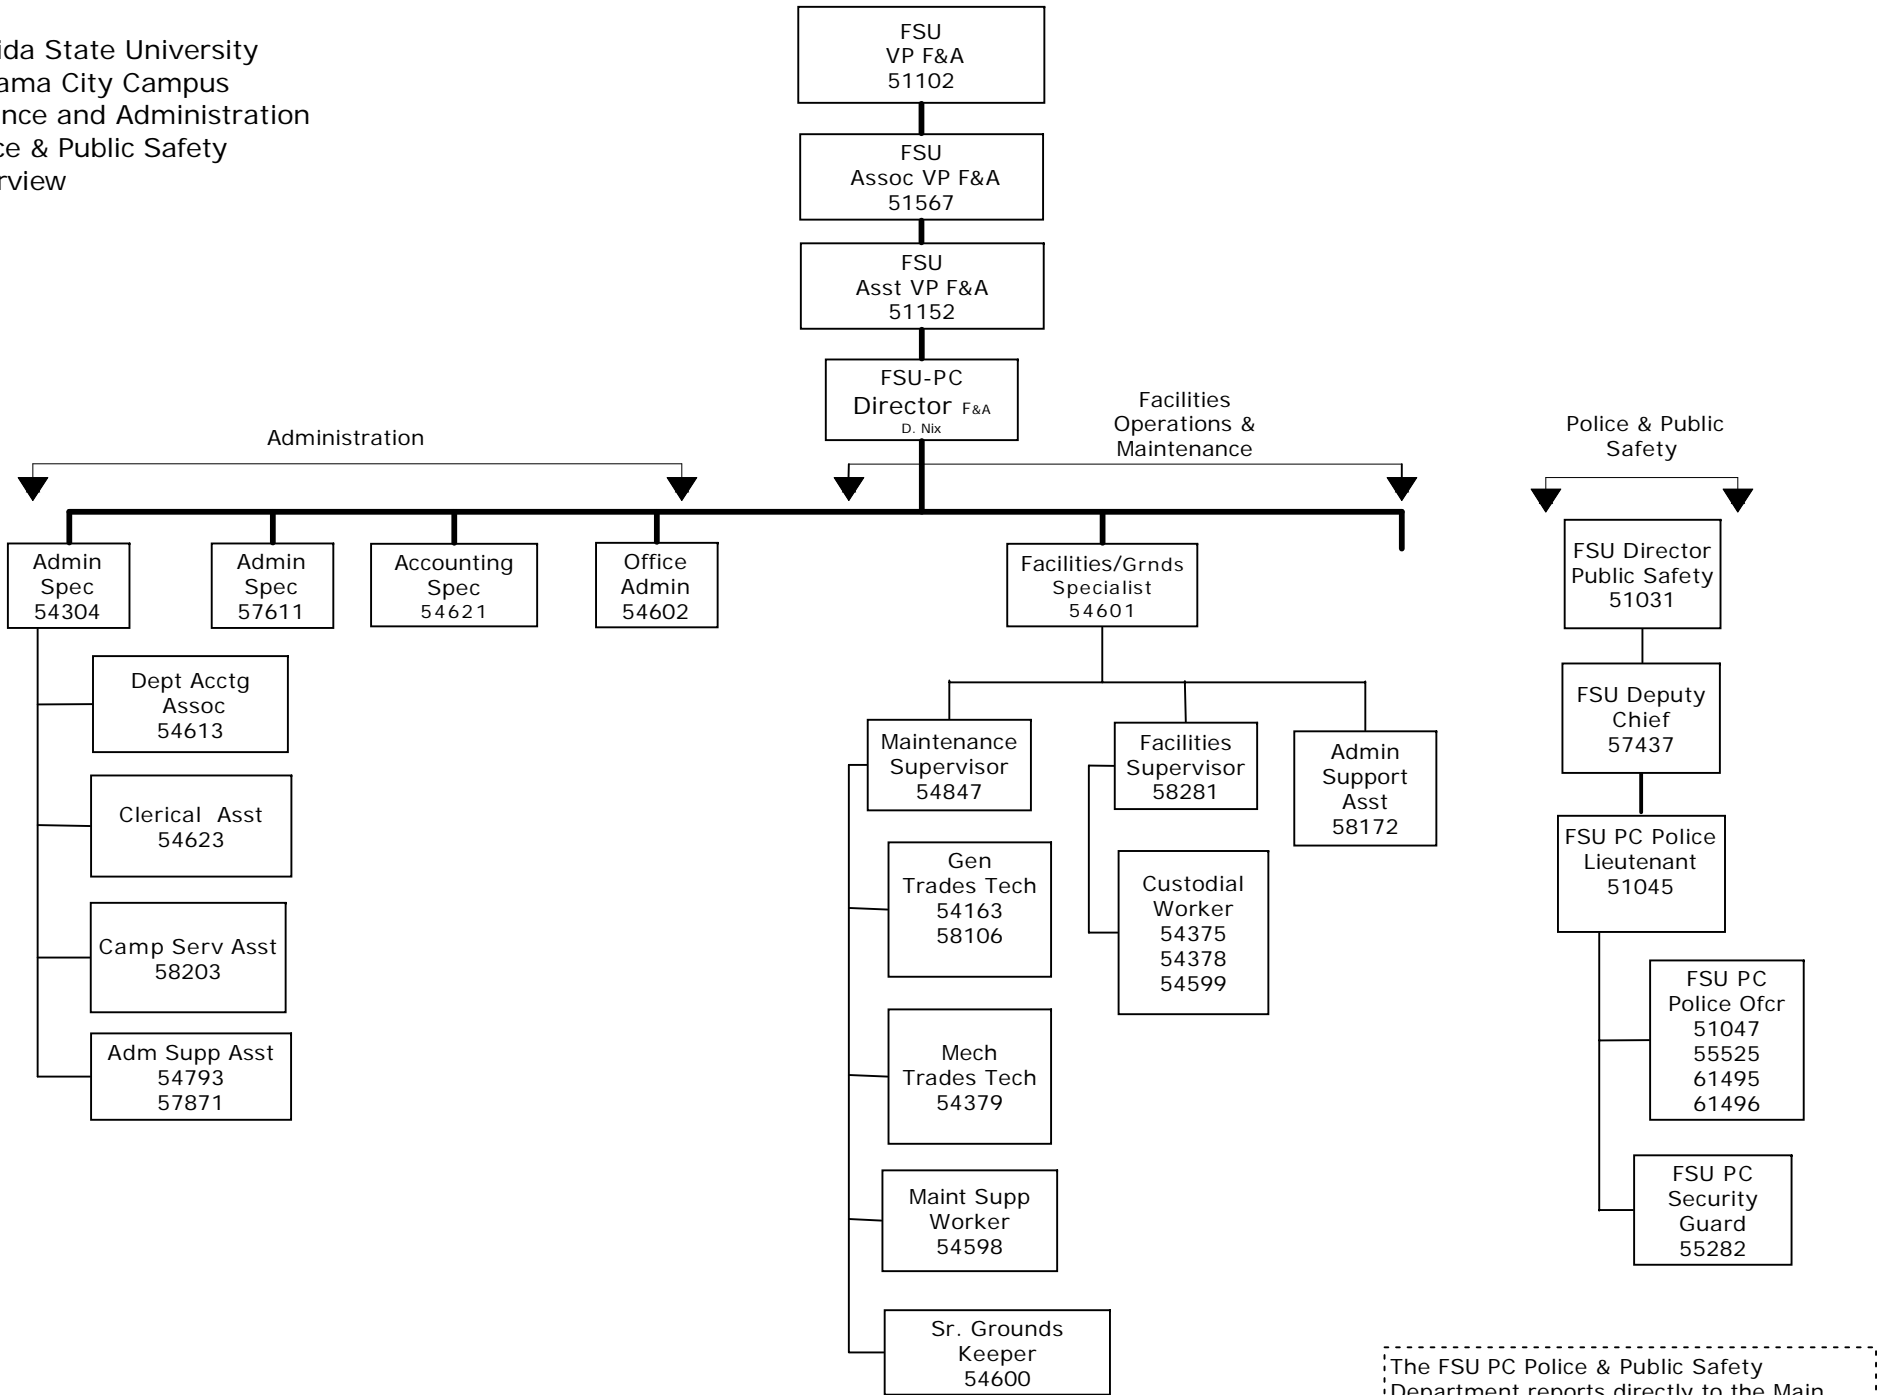 ida State University
ama City Campus
nce and Administration
ce & Public Safety
rview
FSU
VP F&A
51102
FSU
Assoc VP F&A
51567
FSU
Asst VP F&A
51152
FSU-PC
Director F&A
D. Nix
Administration
Facilities
Operations &
Maintenance
Police & Public
Safety
Admin
Spec
54304
Admin
Spec
57611
Accounting
Spec
54621
Office
Admin
54602
Facilities/Grnds
Specialist
54601
FSU Director
Public Safety
51031
Dept Acctg
Assoc
54613
Clerical Asst
54623
Camp Serv Asst
58203
Adm Supp Asst
54793
57871
Maintenance
Supervisor
54847
Facilities
Supervisor
58281
Admin
Support
Asst
58172
Gen
Trades Tech
54163
58106
Mech
Trades Tech
54379
Maint Supp
Worker
54598
Sr. Grounds
Keeper
54600
Custodial
Worker
54375
54378
54599
FSU Deputy
Chief
57437
FSU PC Police
Lieutenant
51045
FSU PC
Police Ofcr
51047
55525
61495
61496
FSU PC
Security
Guard
55282
The FSU PC Police & Public Safety
Department reports directly to the Main